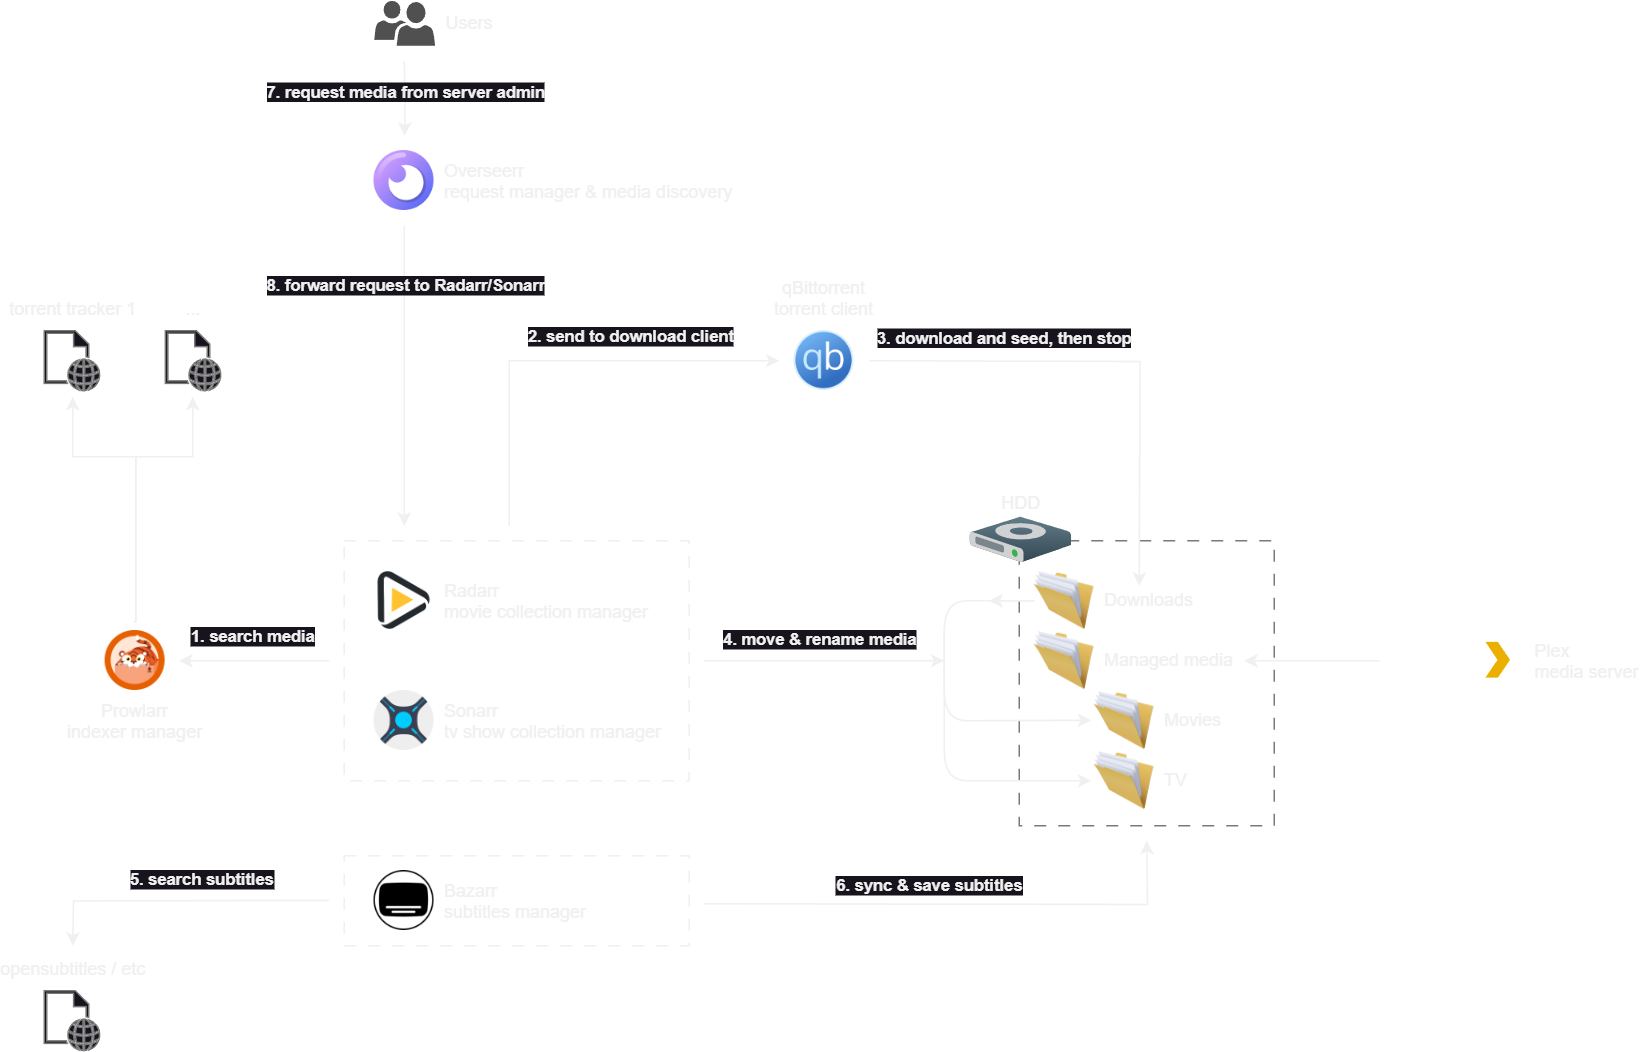 Users
7. request media from server admin
Overseerr
request manager & media discovery
8. forward request to Radarr/Sonarr
torrent tracker 1
...
qBittorrent
torrent client
2. send to download client
3. download and seed, then stop
qb
HDD
Radarr
movie collection manager
Downloads
1. search media
4. move & rename media
Managed media
Plex
media server
Prowlarr
indexer manager
Sonarr
tv show collection manager
Movies
TV
5. search subtitles
Bazarr
subtitles manager
6. sync & save subtitles
opensubtitles / etc